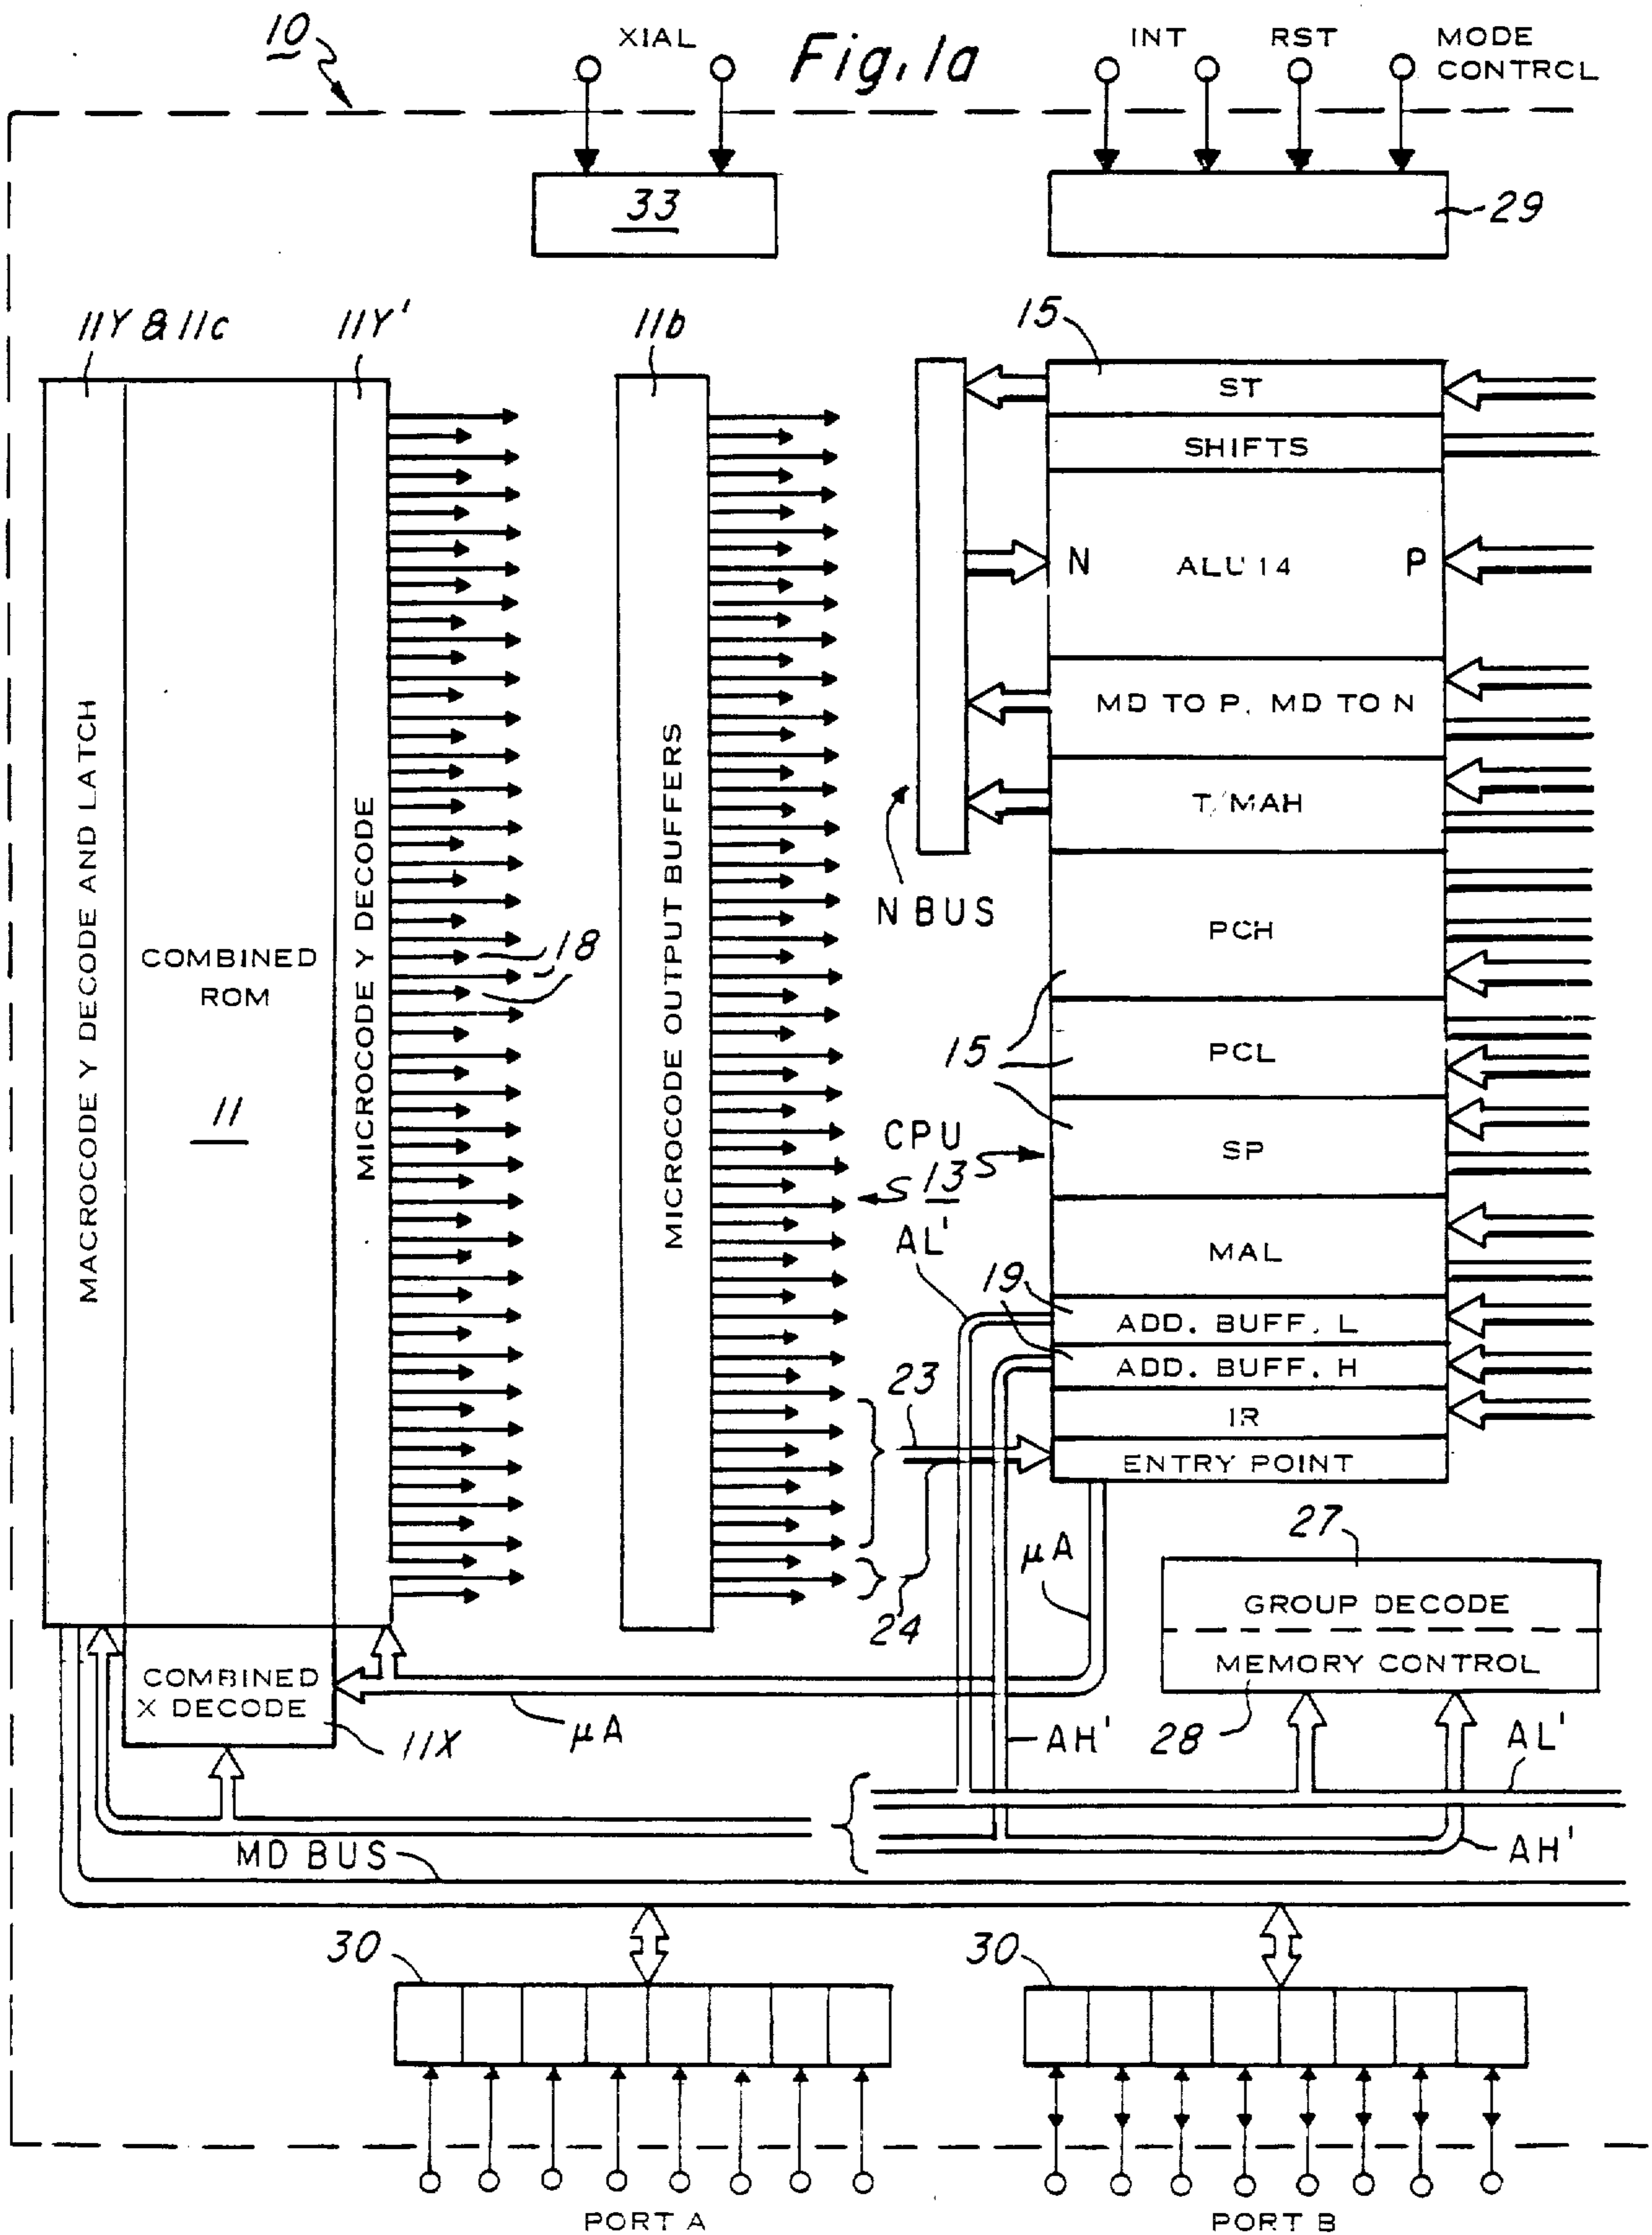 10
XIAL
Fig. 1a
INT
RST
MODE
CONTRCL
33
29
11Y & 11c
11Y'
11b
15
ST
SHIFTS
N
ALU 14
P
MD TO P, MD TO N
T/MAH
N BUS
PCH
15
PCL
SP
MAL
MACROCODE Y DECODE AND LATCH
COMBINED
ROM
11
MICROCODE Y DECODE
18
MICROCODE OUTPUT BUFFERS
CPU
13
AL'
19
ADD. BUFF. L
ADD. BUFF. H
IR
ENTRY POINT
23
24
μA
27
GROUP DECODE
MEMORY CONTROL
28
COMBINED
X DECODE
11X
μA
AH'
AL'
AH'
MD BUS
30
30
PORT A
PORT B